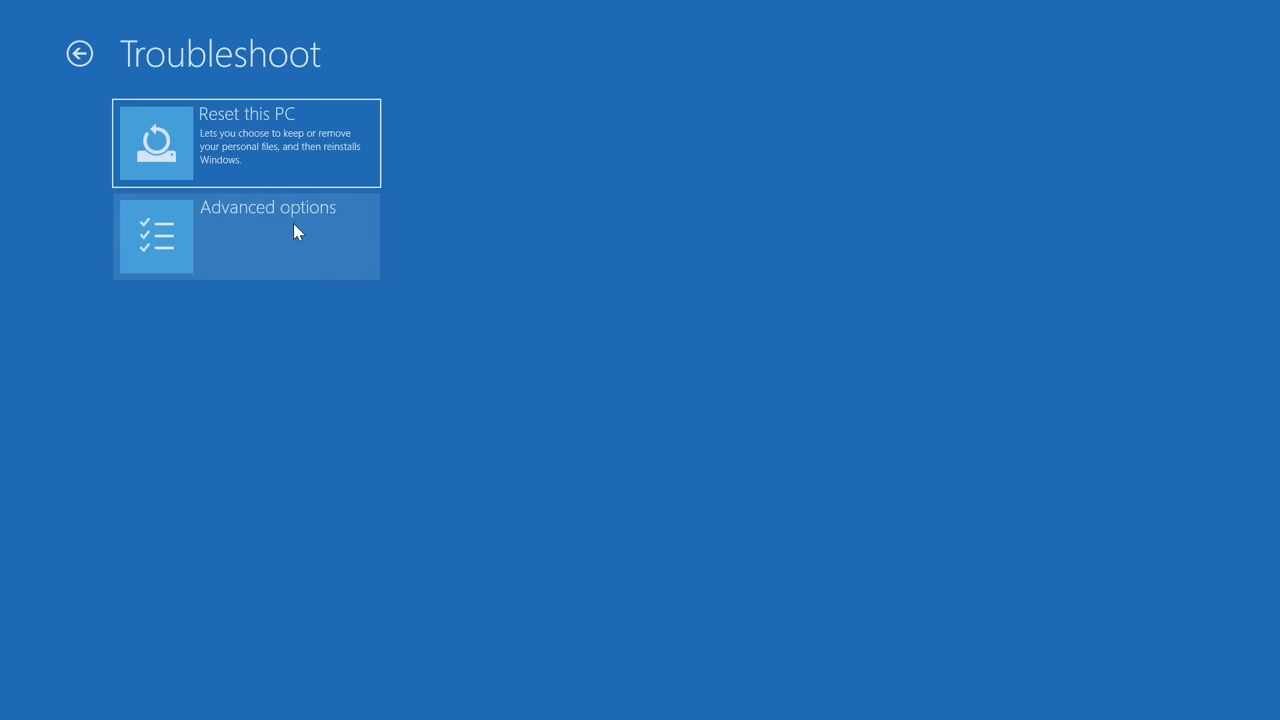 Troubleshoot
Reset this PC
Lets you choose to keep or remove
your personal files, and then reinstalls
Windows.
Advanced options